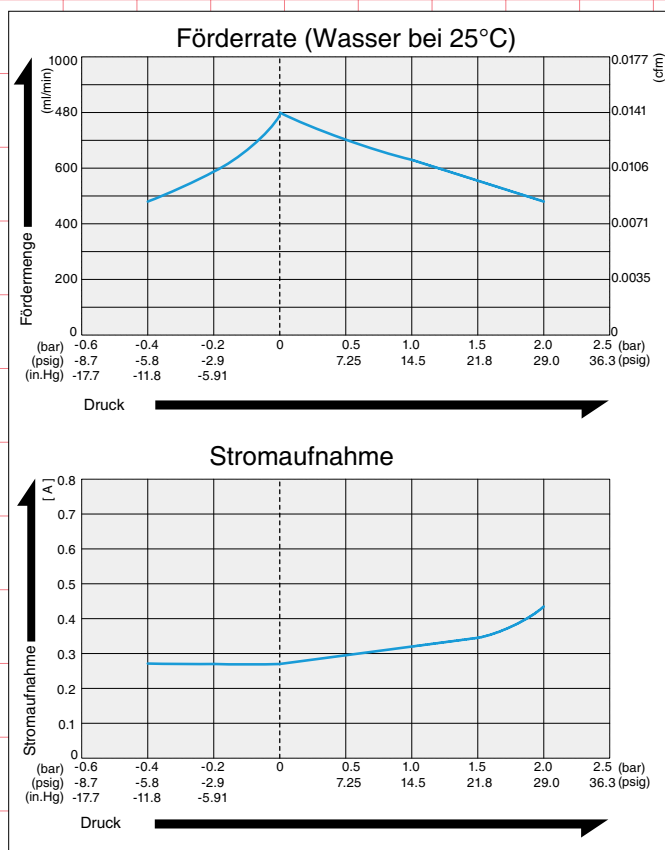 Förderrate (Wasser bei 25°C)
(ml/min)
(cfm)
1000
0.0177
480
0.0141
600
0.0106
400
0.0071
200
0.0035
0
0
Fördermenge
(bar) -0.6 -0.4 -0.2 0 0.5 1.0 1.5 2.0 2.5 (bar)
(psig) -8.7 -5.8 -2.9 7.25 14.5 21.8 29.0 36.3 (psig)
(in.Hg) -17.7 -11.8 -5.91
Druck
Stromaufnahme
[ A ]
0.8
0.7
0.6
0.5
0.4
0.3
0.2
0.1
0
Stromaufnahme
(bar) -0.6 -0.4 -0.2 0 0.5 1.0 1.5 2.0 2.5 (bar)
(psig) -8.7 -5.8 -2.9 7.25 14.5 21.8 29.0 36.3 (psig)
(in.Hg) -17.7 -11.8 -5.91
Druck